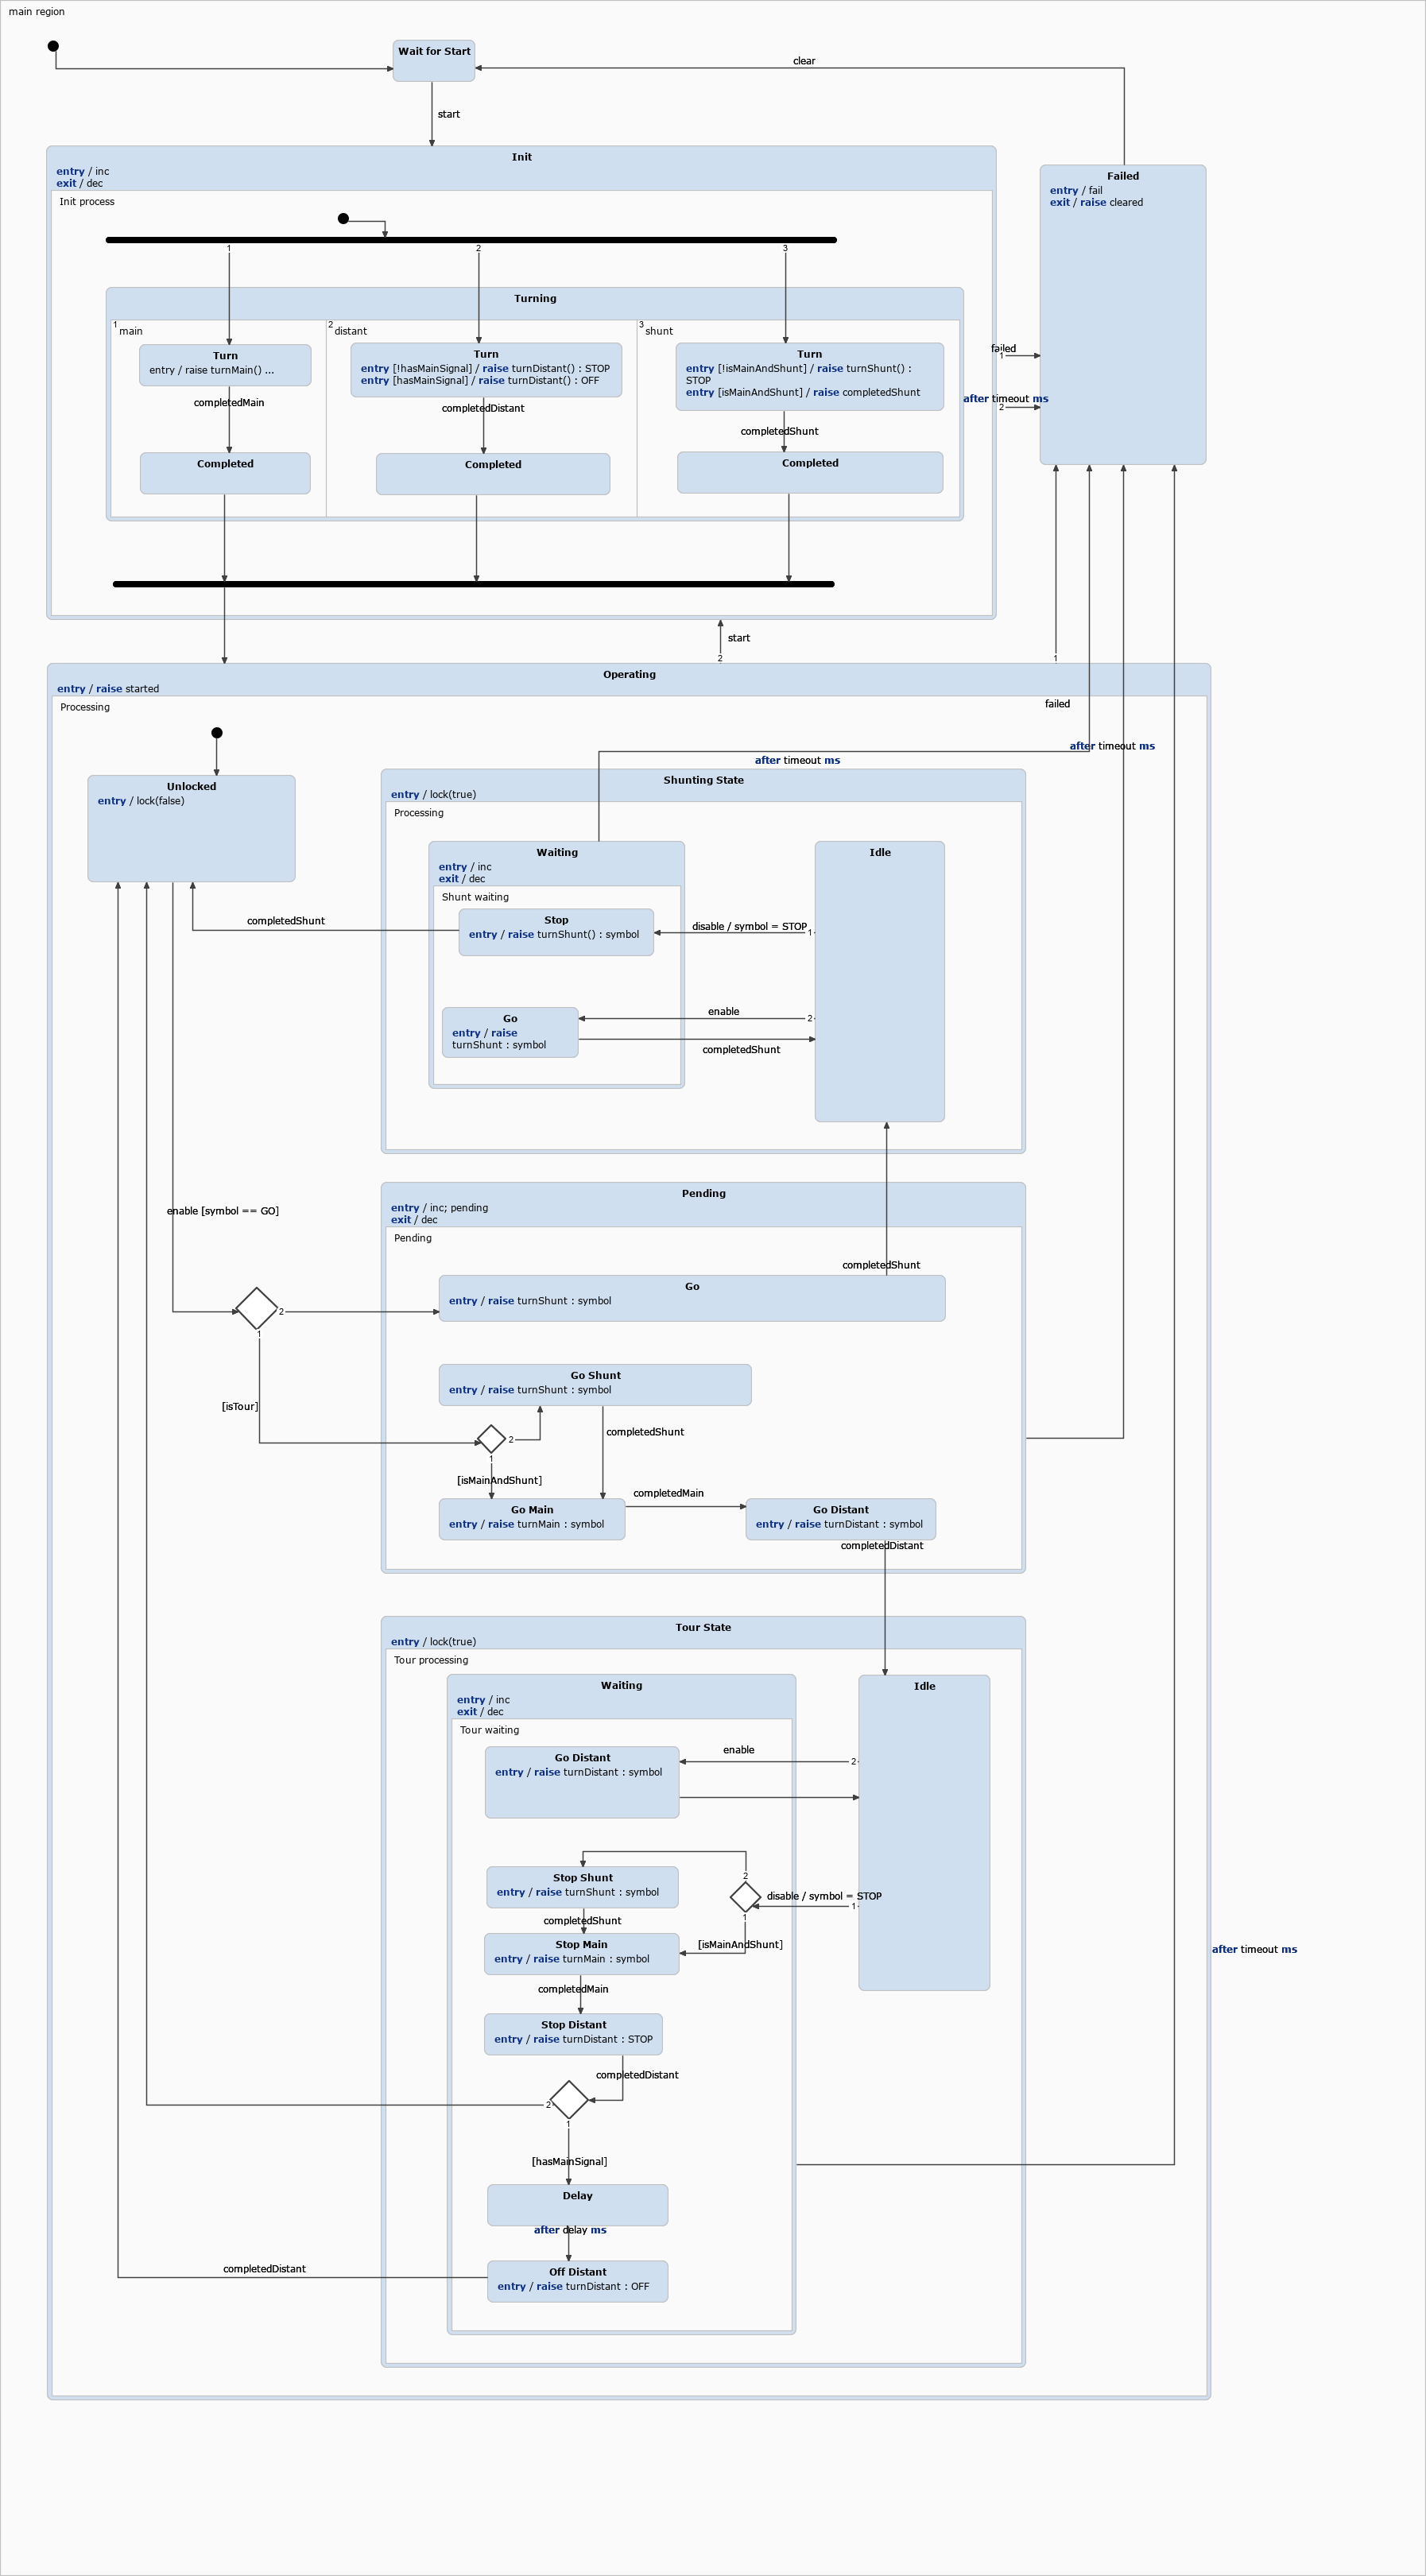 main region
Wait for Start
clear
start
Init
entry / inc
exit / dec
Init process
Failed
entry / fail
exit / raise cleared
1
2
3
Turning
1 main
2 distant
3 shunt
Turn
entry / raise turnMain() ...
Turn
entry [!hasMainSignal] / raise turnDistant() : STOP
entry [hasMainSignal] / raise turnDistant() : OFF
Turn
entry [!isMainAndShunt] / raise turnShunt() :
STOP
entry [isMainAndShunt] / raise completedShunt
failed
1
after timeout ms
2
completedMain
completedDistant
completedShunt
Completed
Completed
Completed
start
2
1
Operating
entry / raise started
Processing
failed
after timeout ms
after timeout ms
Unlocked
entry / lock(false)
Shunting State
entry / lock(true)
Processing
Waiting
entry / inc
exit / dec
Shunt waiting
Idle
Stop
entry / raise turnShunt() : symbol
disable / symbol = STOP
1
completedShunt
Go
entry / raise
turnShunt : symbol
enable
2
completedShunt
Pending
entry / inc; pending
exit / dec
Pending
enable [symbol == GO]
completedShunt
Go
entry / raise turnShunt : symbol
2
1
Go Shunt
entry / raise turnShunt : symbol
[isTour]
completedShunt
2
1
[isMainAndShunt]
completedMain
Go Main
entry / raise turnMain : symbol
Go Distant
entry / raise turnDistant : symbol
completedDistant
Tour State
entry / lock(true)
Tour processing
Waiting
entry / inc
exit / dec
Tour waiting
Idle
Go Distant
entry / raise turnDistant : symbol
enable
2
Stop Shunt
entry / raise turnShunt : symbol
2
disable / symbol = STOP
1
1
completedShunt
[isMainAndShunt]
Stop Main
entry / raise turnMain : symbol
after timeout ms
completedMain
Stop Distant
entry / raise turnDistant : STOP
completedDistant
2
1
[hasMainSignal]
Delay
after delay ms
completedDistant
Off Distant
entry / raise turnDistant : OFF